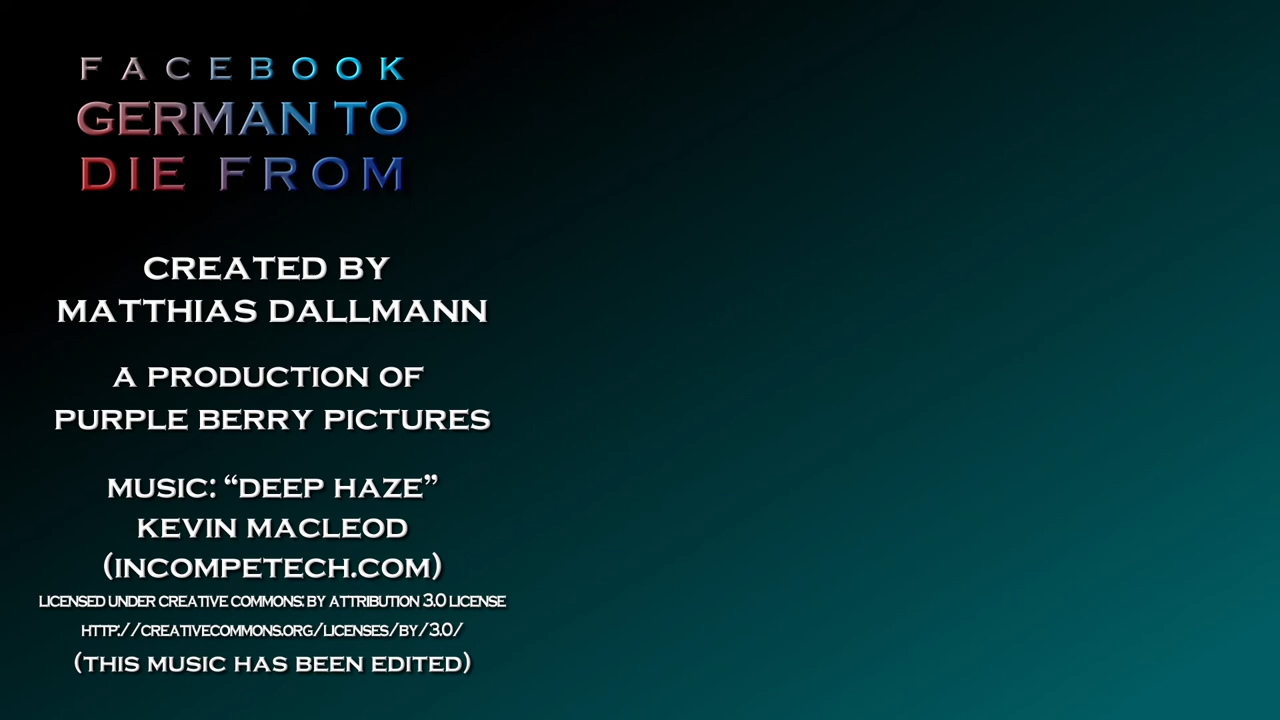 FACEBOOK
GERMAN TO
DIE FROM
CREATED BY
MATTHIAS DALLMANN
A PRODUCTION OF
PURPLE BERRY PICTURES
MUSIC: “DEEP HAZE”
KEVIN MACLEOD
(INCOMPETECH.COM)
LICENSED UNDER CREATIVE COMMONS: BY ATTRIBUTION 3.0 LICENSE
HTTP://CREATIVECOMMONS.ORG/LICENSES/BY/3.0/
(THIS MUSIC HAS BEEN EDITED)